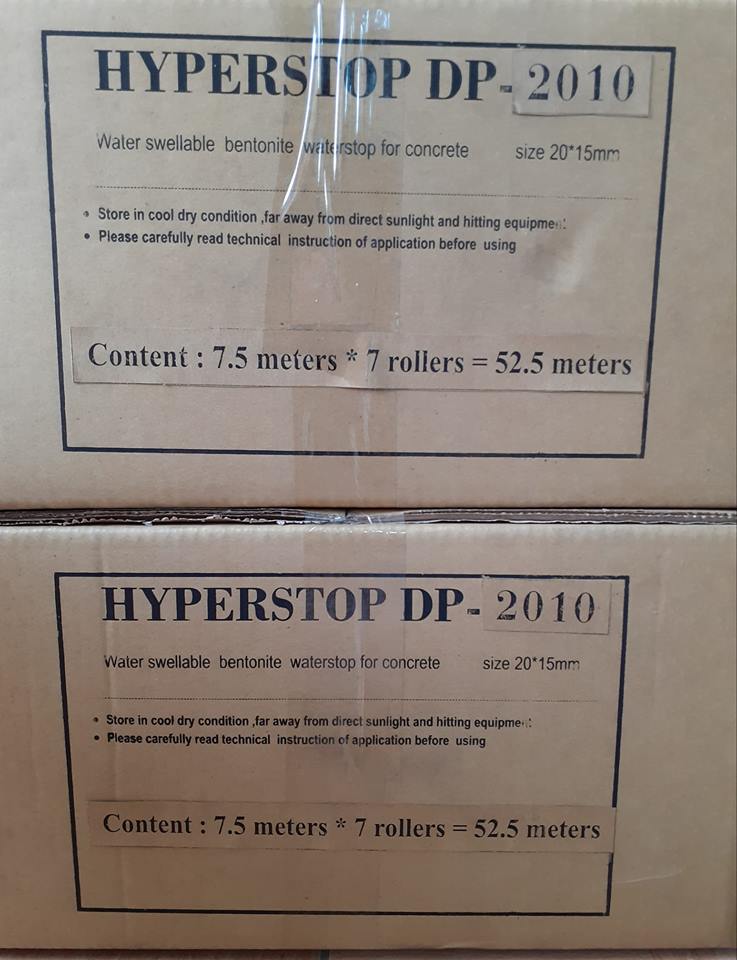 HYPERSTOP DP- 2010
Water swellable bentonite waterstop for concrete size 20*15mm
• Store in cool dry condition ,far away from direct sunlight and hitting
• Please carefully read technical instruction of application before using
Content : 7.5 meters * 7 rollers = 52.5 meters
HYPERSTOP DP- 2010
Water swellable bentonite waterstop for concrete size 20*15mm
• Store in cool dry condition ,far away from direct sunlight and hitting
• Please carefully read technical instruction of application before using
Content : 7.5 meters * 7 rollers = 52.5 meters